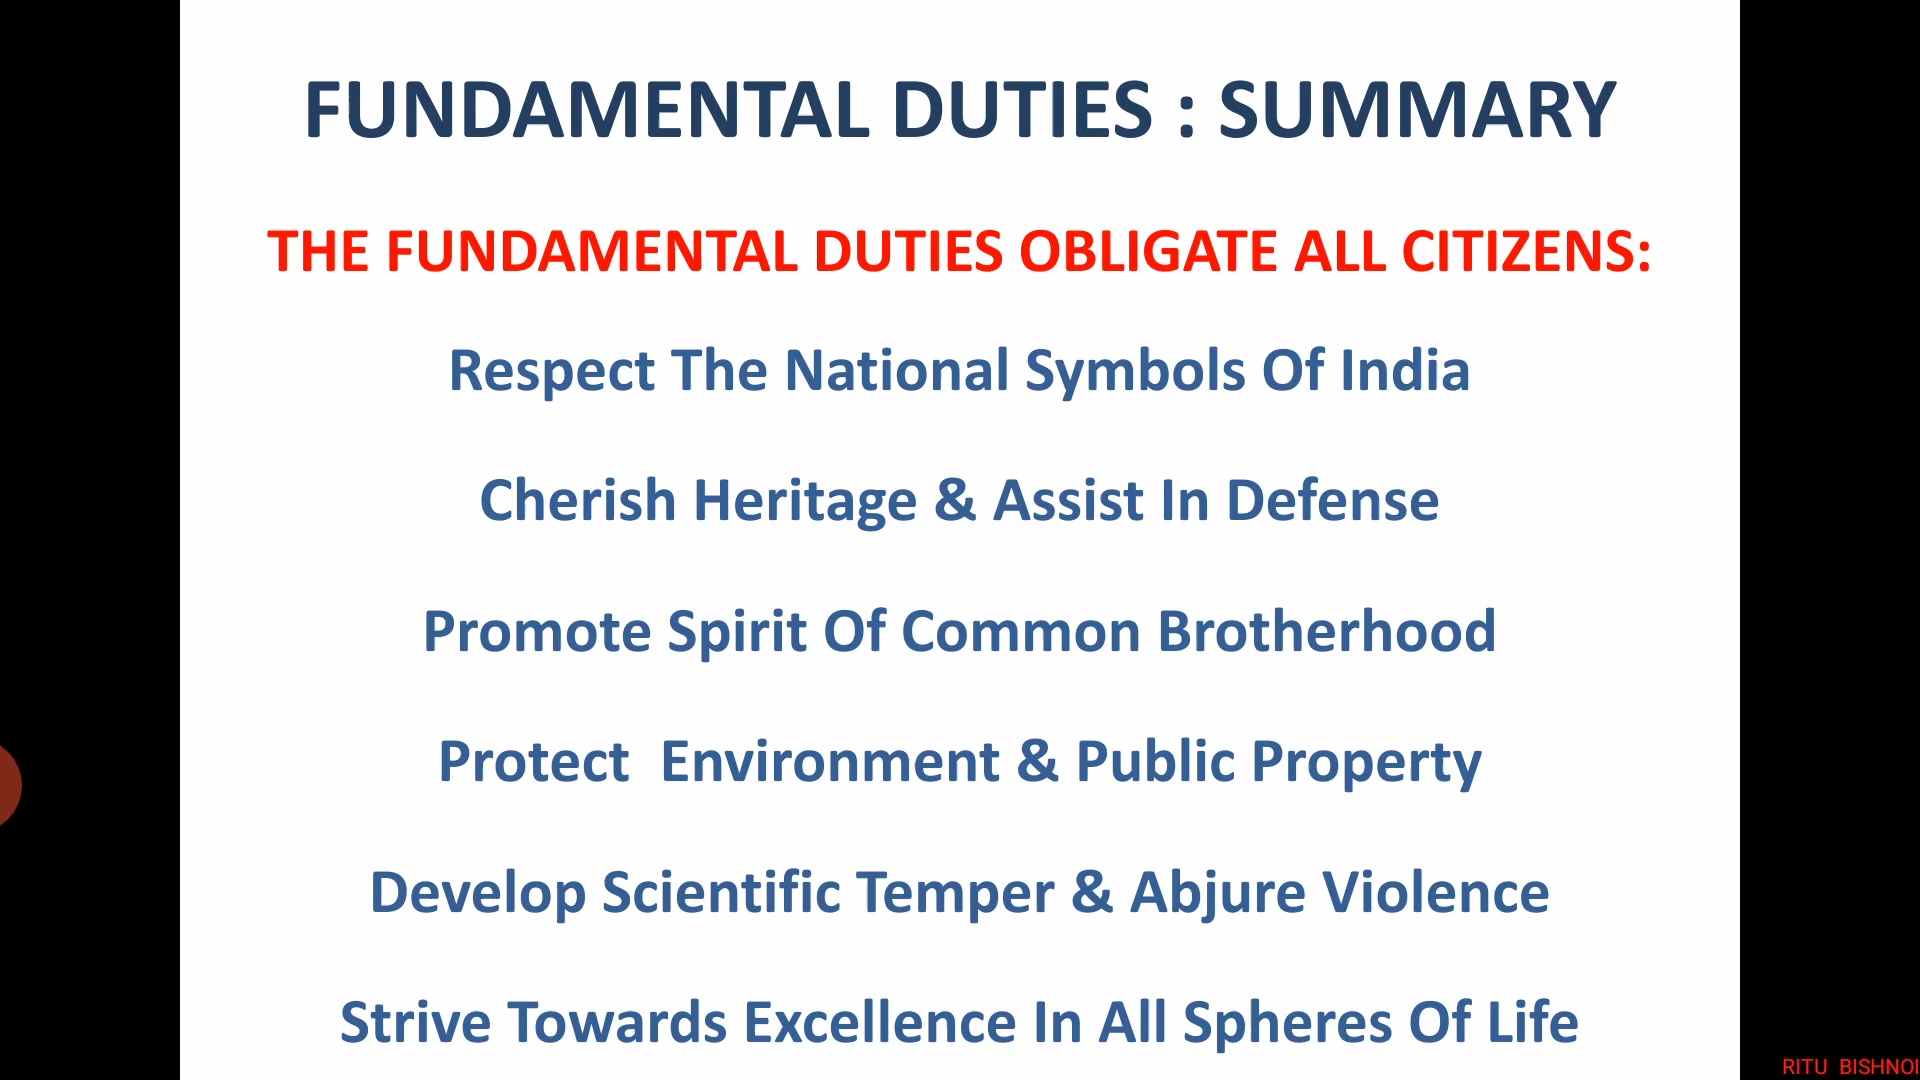 FUNDAMENTAL DUTIES : SUMMARY
THE FUNDAMENTAL DUTIES OBLIGATE ALL CITIZENS:
Respect The National Symbols Of India
Cherish Heritage & Assist In Defense
Promote Spirit Of Common Brotherhood
Protect  Environment & Public Property
Develop Scientific Temper & Abjure Violence
Strive Towards Excellence In All Spheres Of Life
RITU BISHNOI